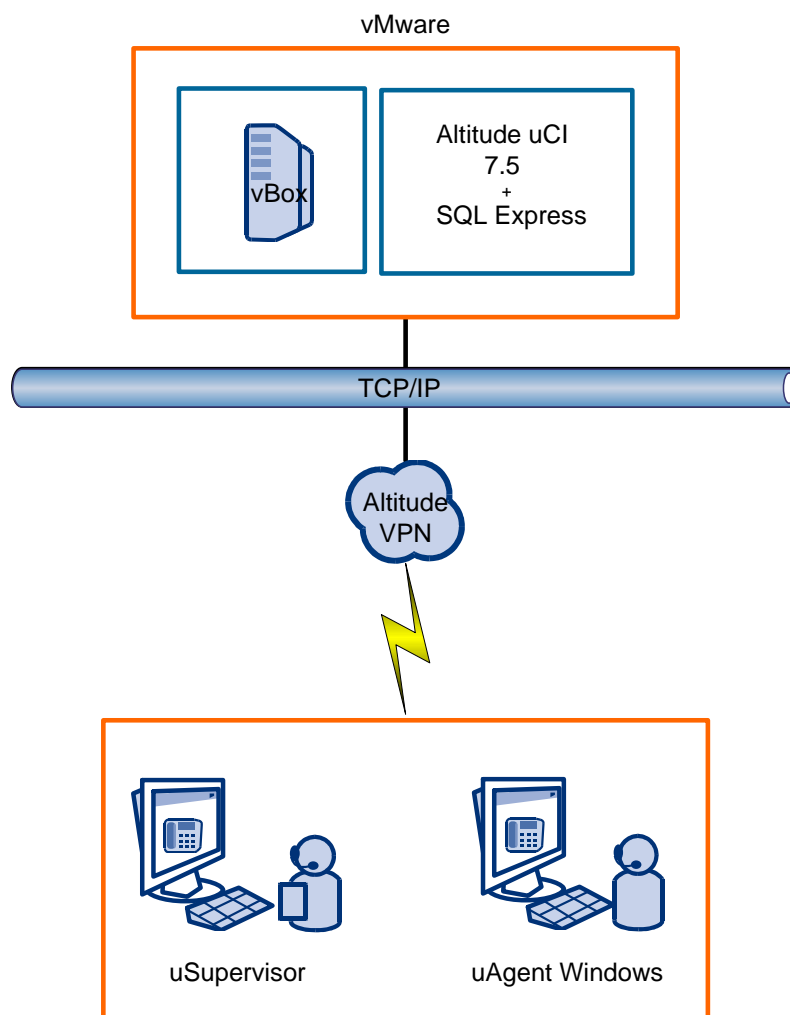 vMware
vBox
Altitude uCI
7.5
+
SQL Express
TCP/IP
Altitude
VPN
uSupervisor
uAgent Windows